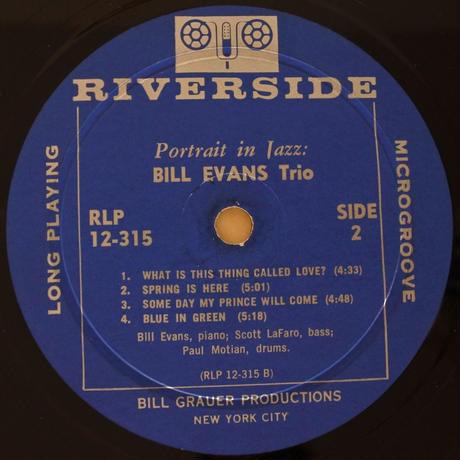 RIVERSIDE
LONG PLAYING
MICROGROOVE
Portrait in Jazz:
BILL EVANS Trio
RLP
12-315
SIDE
2
1. WHAT IS THIS THING CALLED LOVE? (4:33)
2. SPRING IS HERE (5:01)
3. SOME DAY MY PRINCE WILL COME (4:48)
4. BLUE IN GREEN (5:18)
Bill Evans, piano; Scott LaFaro, bass;
Paul Motian, drums.
(RLP 12-315 B)
BILL GRAUER PRODUCTIONS
NEW YORK CITY